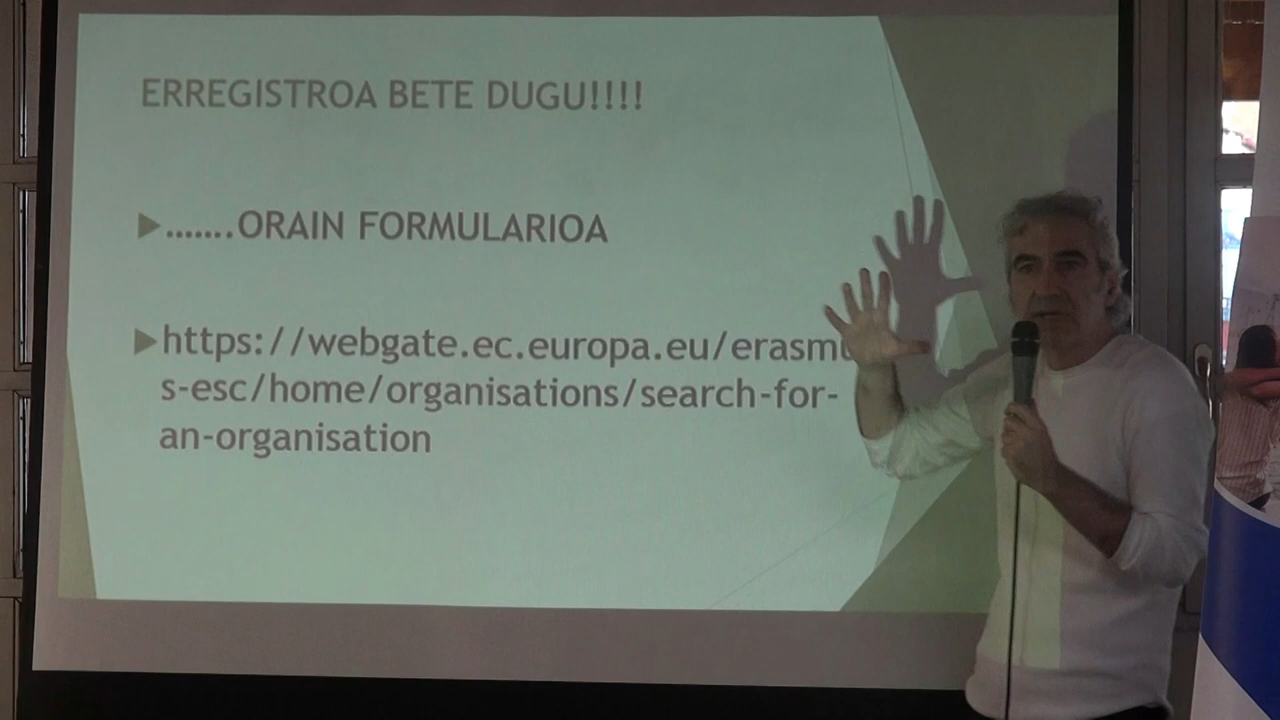 ERREGISTROA BETE DUGU!!!!
.......ORAIN FORMULARIOA
https://webgate.ec.europa.eu/erasmu
s-esc/home/organisations/search-for-
an-organisation